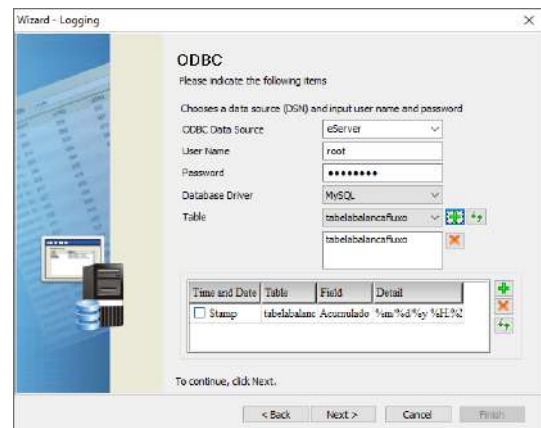 Wizard - Logging
ODBC
Please indicate the following items
Chooses a data source (DSN) and input user name and password
ODBC Data Source eServer
User Name root
Password ••••••••
Database Driver MySQL
Table tabelabalancafluxo
tabelabalancafluxo
Time and Date Table Field Detail
Stamp tabelabalanc Acumulado %m/%d/%y %H:%
To continue, click Next.
< Back Next > Cancel Finish